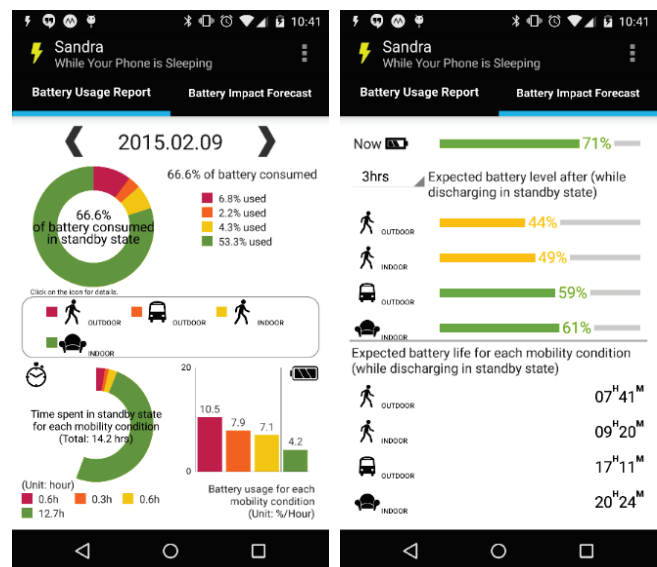 10:41
Sandra
While Your Phone is Sleeping
Battery Usage Report
Battery Impact Forecast
2015.02.09
66.6% of battery consumed
66.6%
of battery consumed
in standby state
6.8% used
2.2% used
4.3% used
53.3% used
Click on the icon for details.
OUTDOOR
OUTDOOR
INDOOR
INDOOR
Time spent in standby state
for each mobility condition
(Total: 14.2 hrs)
(Unit: hour)
0.6h
0.3h
0.6h
12.7h
20
10.5
7.9
7.1
4.2
0
Battery usage for each
mobility condition
(Unit: %/Hour)
10:41
Sandra
While Your Phone is Sleeping
Battery Usage Report
Battery Impact Forecast
Now
71%
3hrs
Expected battery level after (while
discharging in standby state)
OUTDOOR
44%
INDOOR
49%
OUTDOOR
59%
INDOOR
61%
Expected battery life for each mobility condition
(while discharging in standby state)
OUTDOOR
07H41M
INDOOR
09H20M
OUTDOOR
17H11M
INDOOR
20H24M